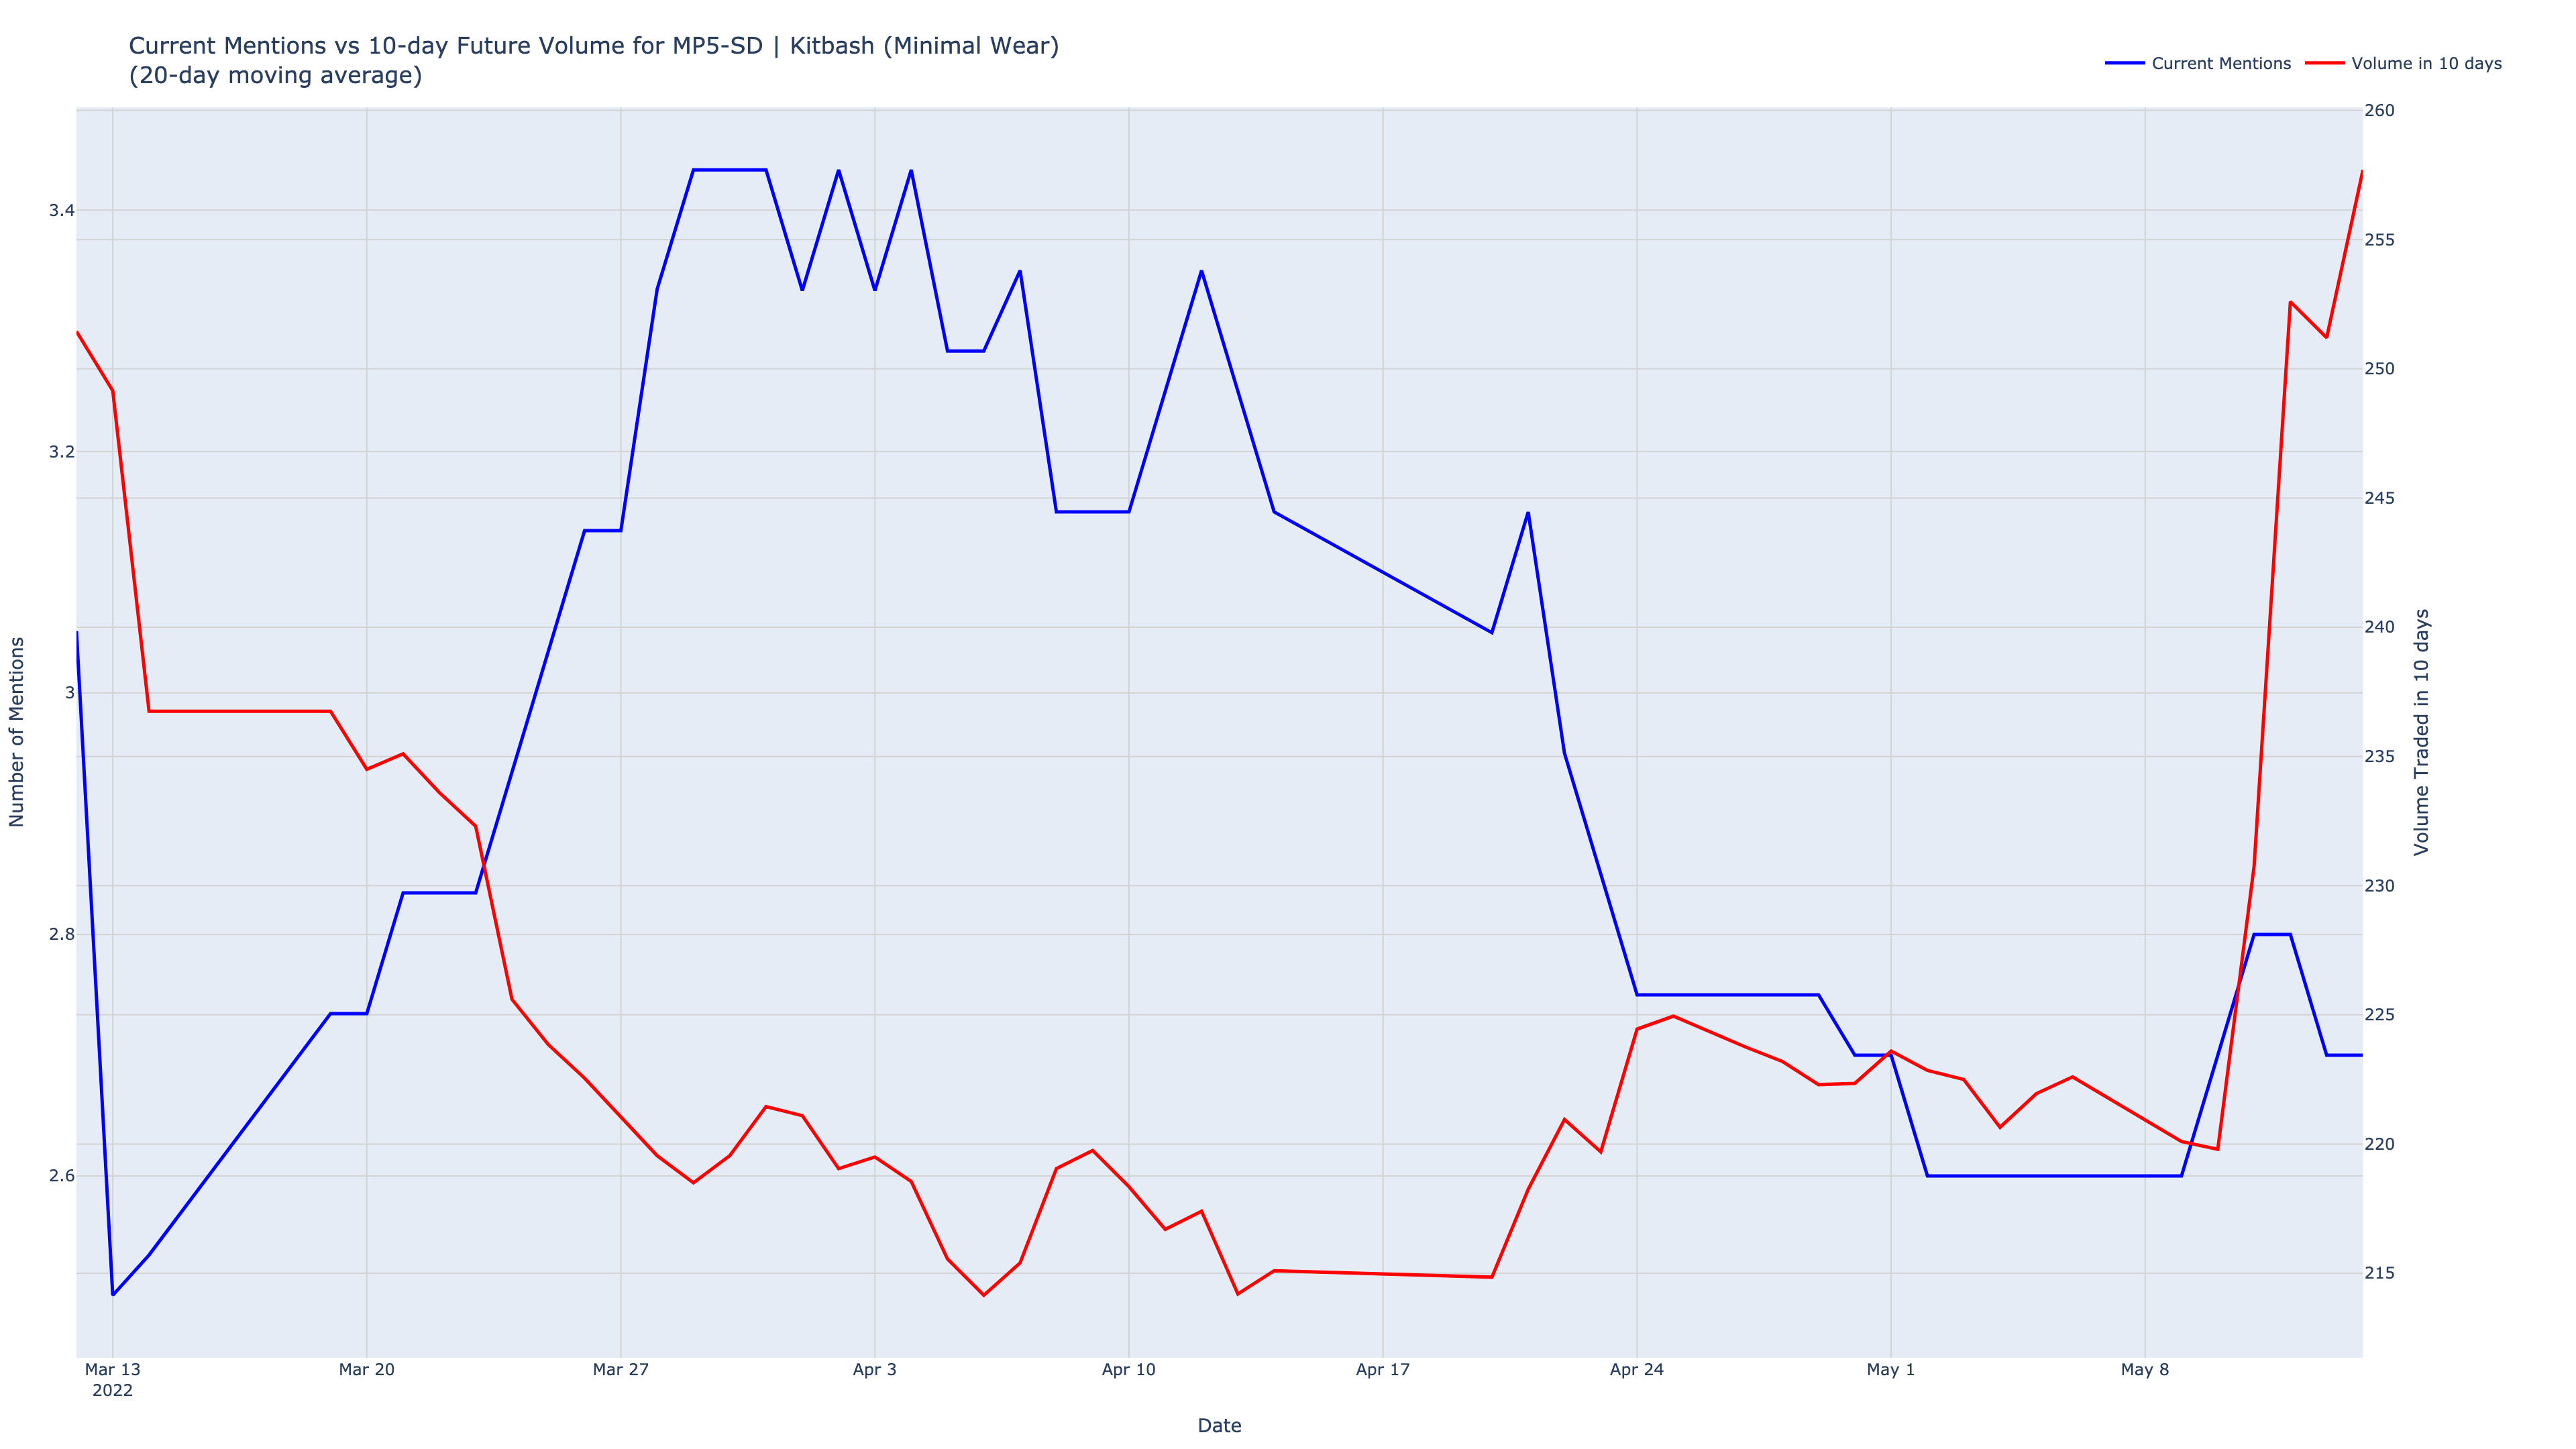 Current Mentions vs 10-day Future Volume for MP5-SD | Kitbash (Minimal Wear)
(20-day moving average)
Current Mentions
Volume in 10 days
Number of Mentions
3.4
3.2
3
2.8
2.6
260
255
250
245
240
235
230
225
220
215
Volume Traded in 10 days
Mar 13
2022
Mar 20
Mar 27
Apr 3
Apr 10
Apr 17
Apr 24
May 1
May 8
Date